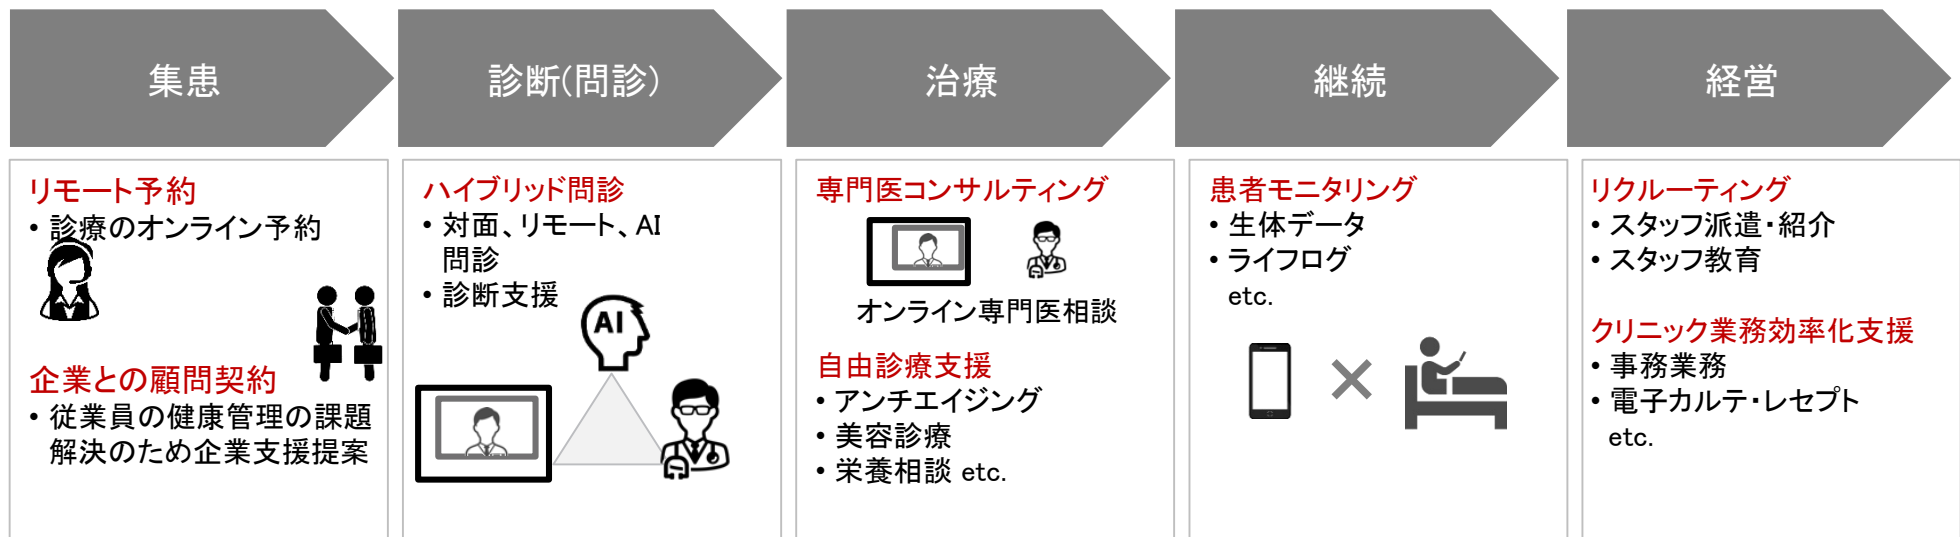 集患
診断(問診)
治療
継続
経営
リモート予約
• 診療のオンライン予約
企業との顧問契約
• 従業員の健康管理の課題
解決のため企業支援提案
ハイブリッド問診
• 対面、リモート、AI
問診
• 診断支援
AI
専門医コンサルティング
オンライン専門医相談
自由診療支援
• アンチエイジング
• 美容診療
• 栄養相談 etc.
患者モニタリング
• 生体データ
• ライフログ
etc.
リクルーティング
• スタッフ派遣・紹介
• スタッフ教育
クリニック業務効率化支援
• 事務業務
• 電子カルテ・レセプト
etc.